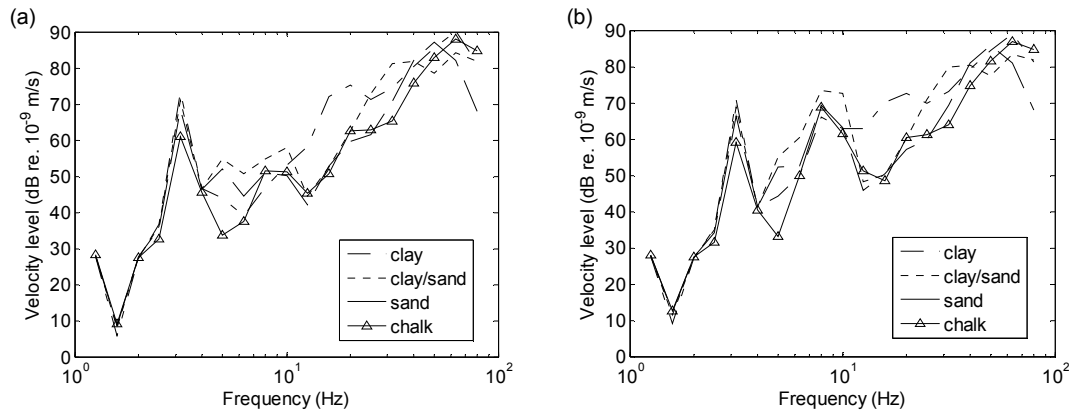 (a)
90
80
70
60
50
40
30
20
10
0
Velocity level (dB re. 10⁻⁹ m/s)
10⁰
10¹
10²
Frequency (Hz)
clay
clay/sand
sand
chalk
(b)
90
80
70
60
50
40
30
20
10
0
Velocity level (dB re. 10⁻⁹ m/s)
10⁰
10¹
10²
Frequency (Hz)
clay
clay/sand
sand
chalk